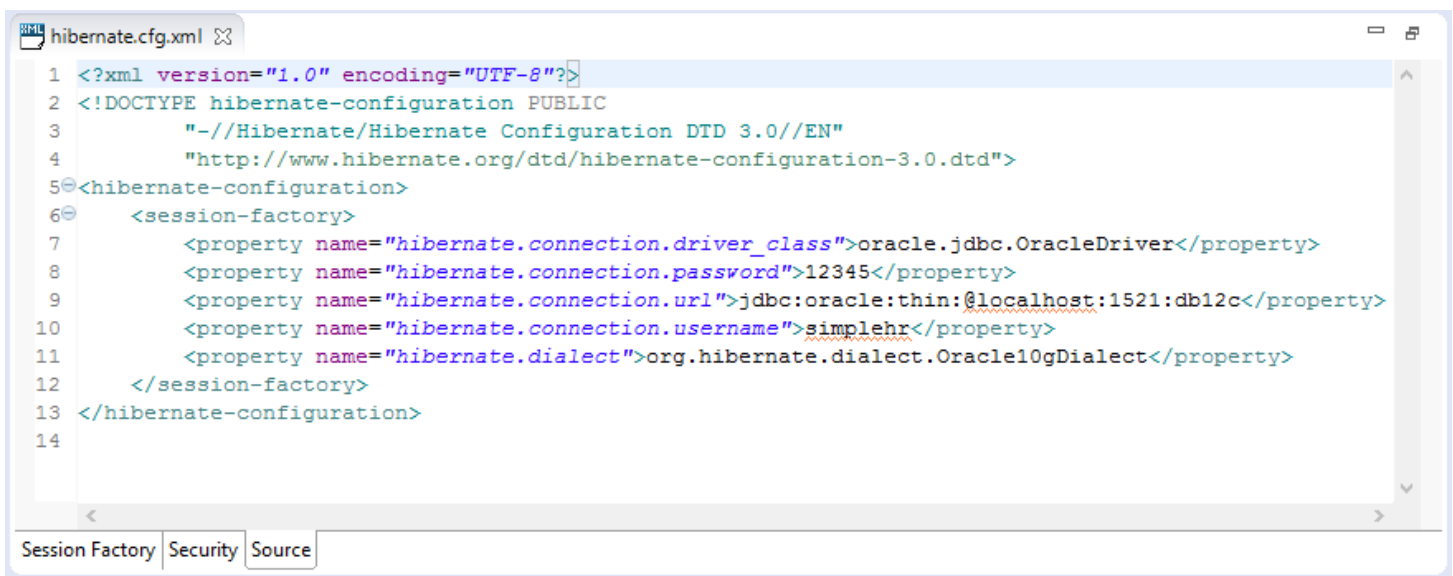 XML hibernate.cfg.xml
1 <?xml version="1.0" encoding="UTF-8"?>
2 <!DOCTYPE hibernate-configuration PUBLIC
3 "-//Hibernate/Hibernate Configuration DTD 3.0//EN"
4 "http://www.hibernate.org/dtd/hibernate-configuration-3.0.dtd">
5 <hibernate-configuration>
6 <session-factory>
7 <property name="hibernate.connection.driver_class">oracle.jdbc.OracleDriver</property>
8 <property name="hibernate.connection.password">12345</property>
9 <property name="hibernate.connection.url">jdbc:oracle:thin:@localhost:1521:db12c</property>
10 <property name="hibernate.connection.username">simplehr</property>
11 <property name="hibernate.dialect">org.hibernate.dialect.Oracle10gDialect</property>
12 </session-factory>
13 </hibernate-configuration>
14
Session Factory Security Source